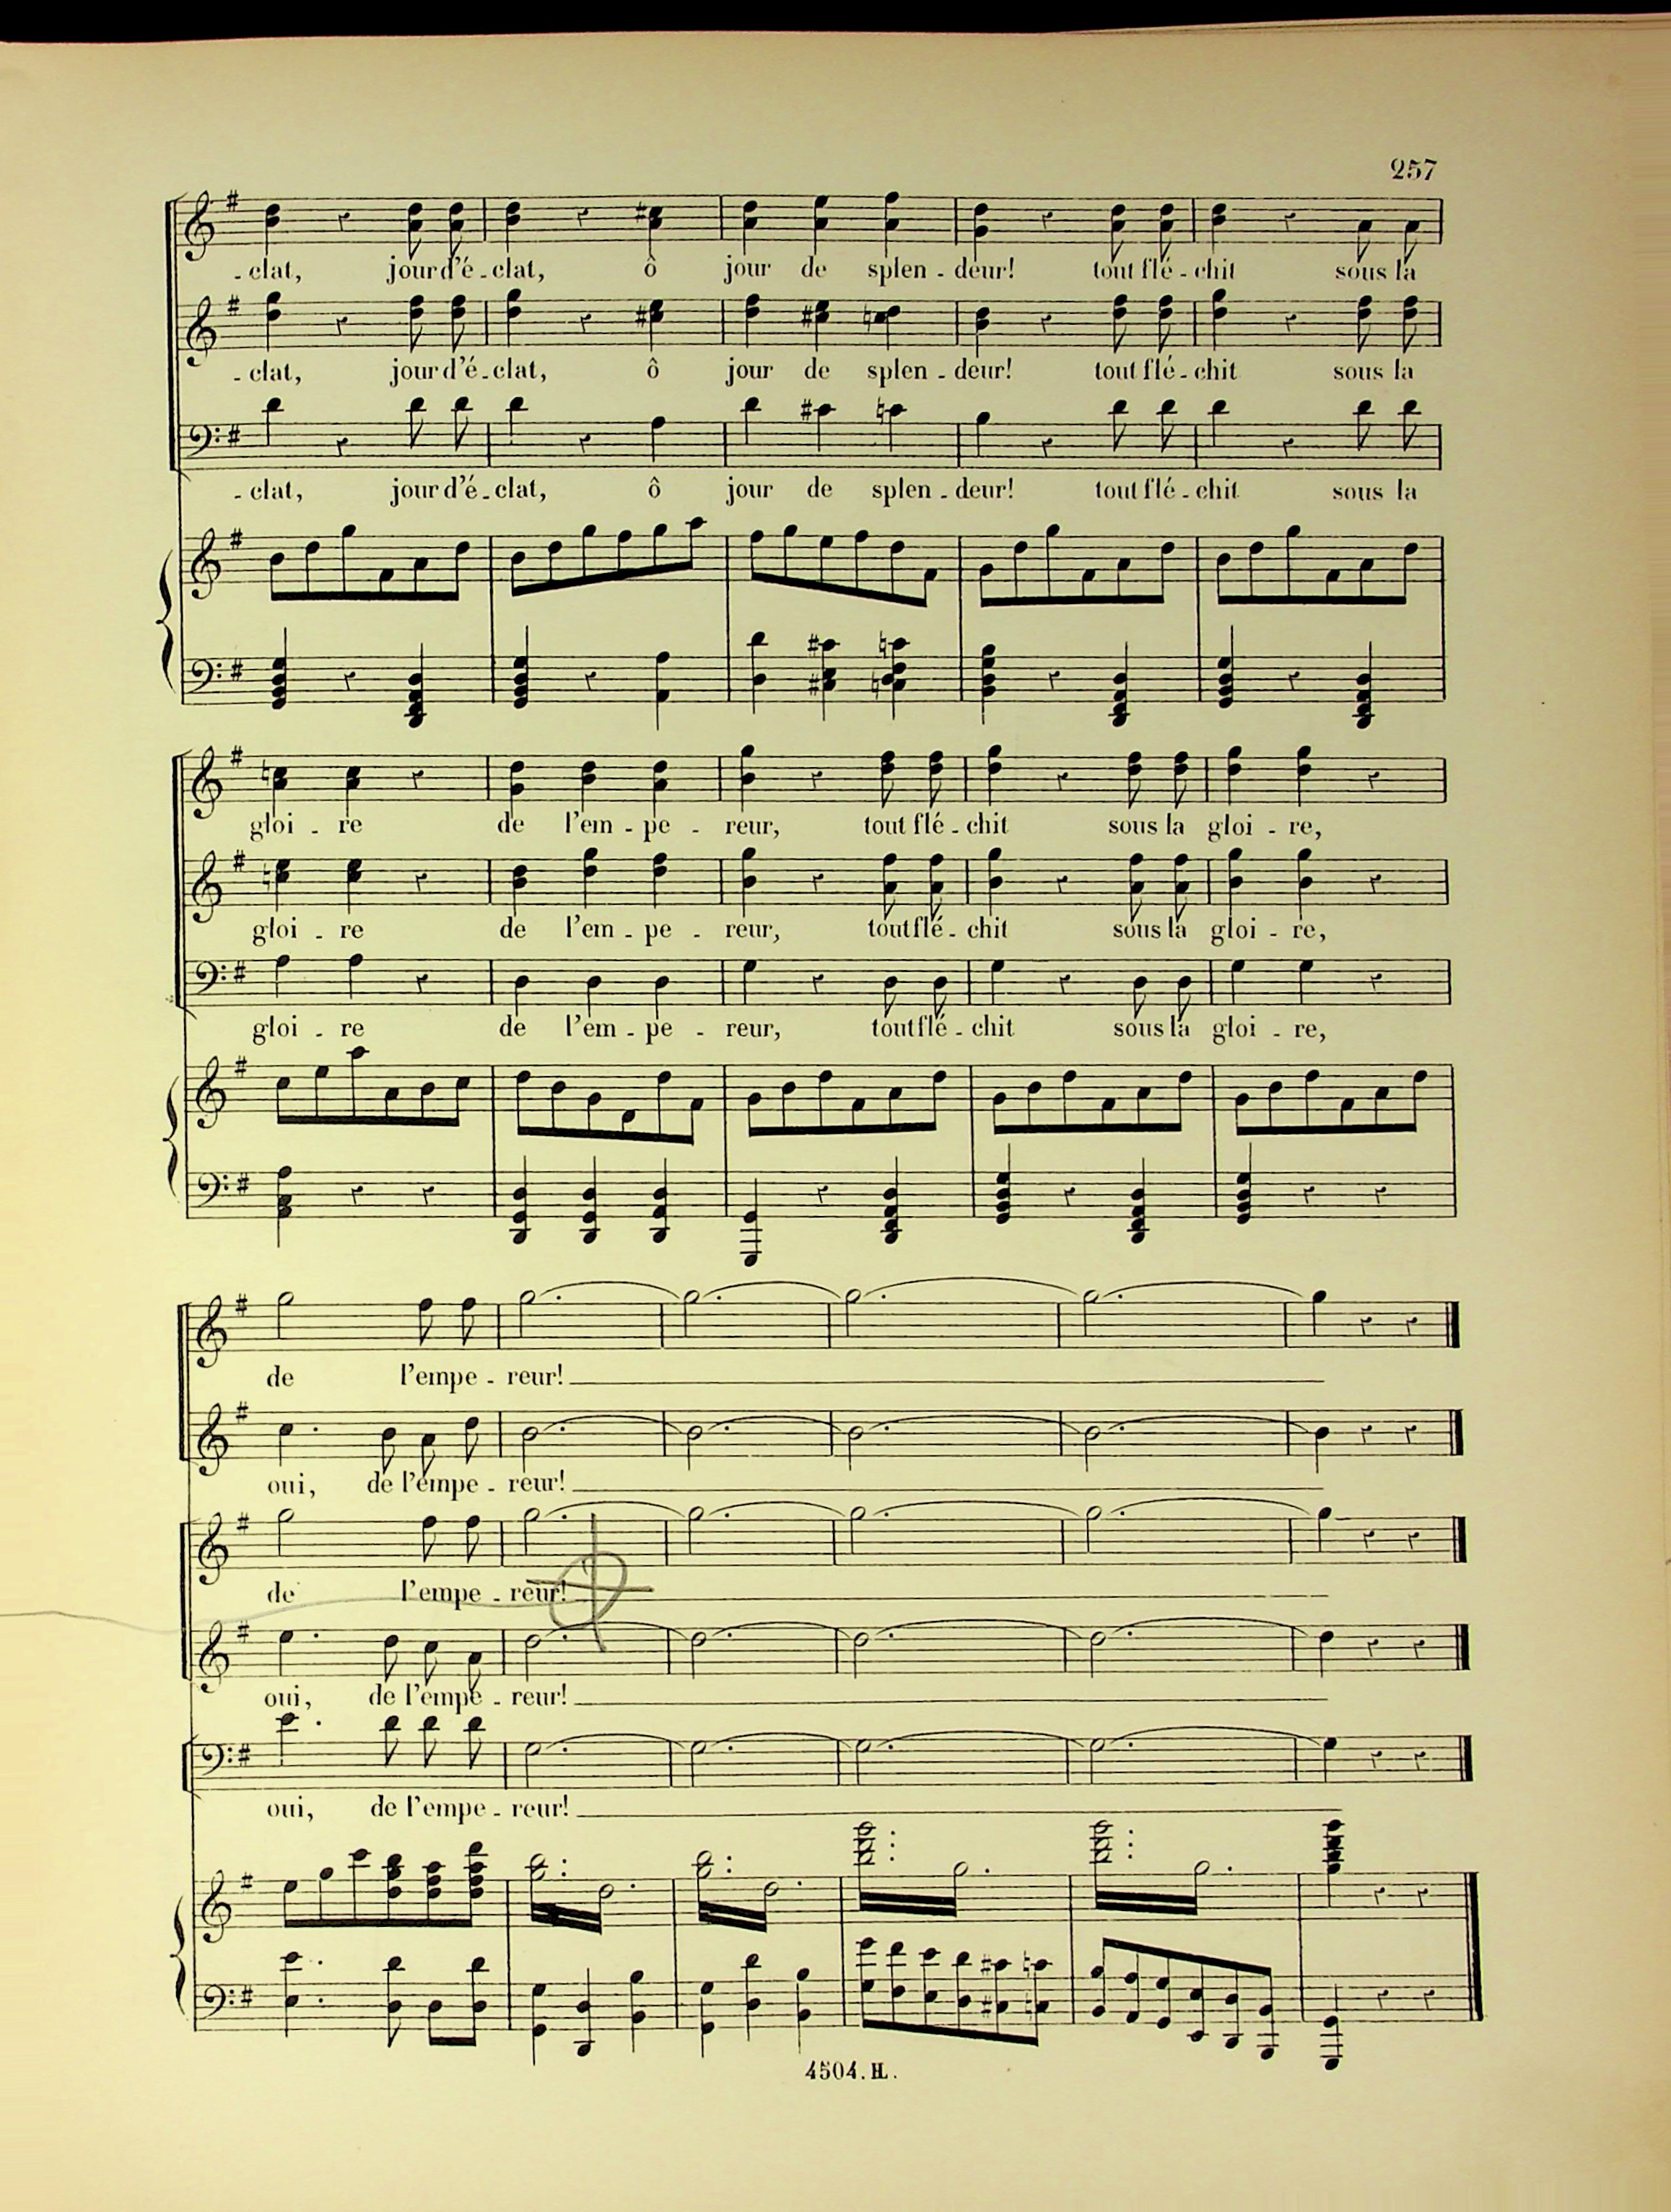 257
- clat, jour d'é - clat, ô jour de splen - deur! tout flé - chit sous la
- clat, jour d'é - clat, ô jour de splen - deur! tout flé - chit sous la
- clat, jour d'é - clat, ô jour de splen - deur! tout flé - chit sous la
gloi - re de l'em - pe - reur, tout flé - chit sous la gloi - re,
gloi - re de l'em - pe - reur, tout flé - chit sous la gloi - re,
gloi - re de l'em - pe - reur, tout flé - chit sous la gloi - re,
de l'empe - reur!
oui, de l'empe - reur!
de l'empe - reur!
oui, de l'empe - reur!
oui, de l'empe - reur!
4504. H.